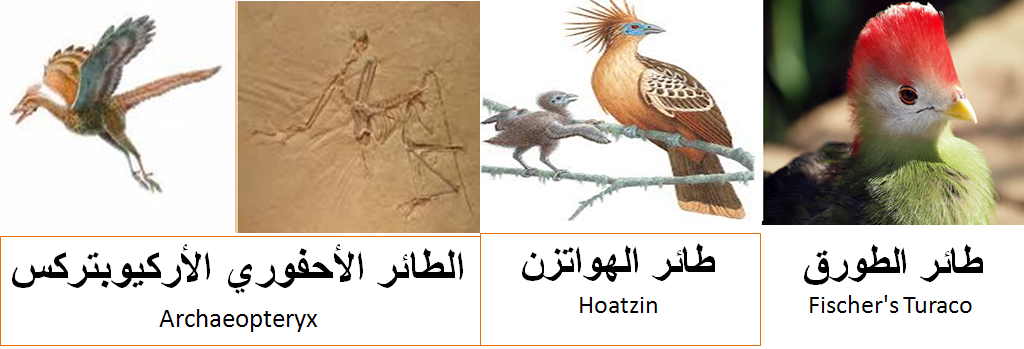 الطائر الأحفوري الأركيوبتركس
Archaeopteryx
طائر الهواتزن
Hoatzin
طائر الطورق
Fischer's Turaco